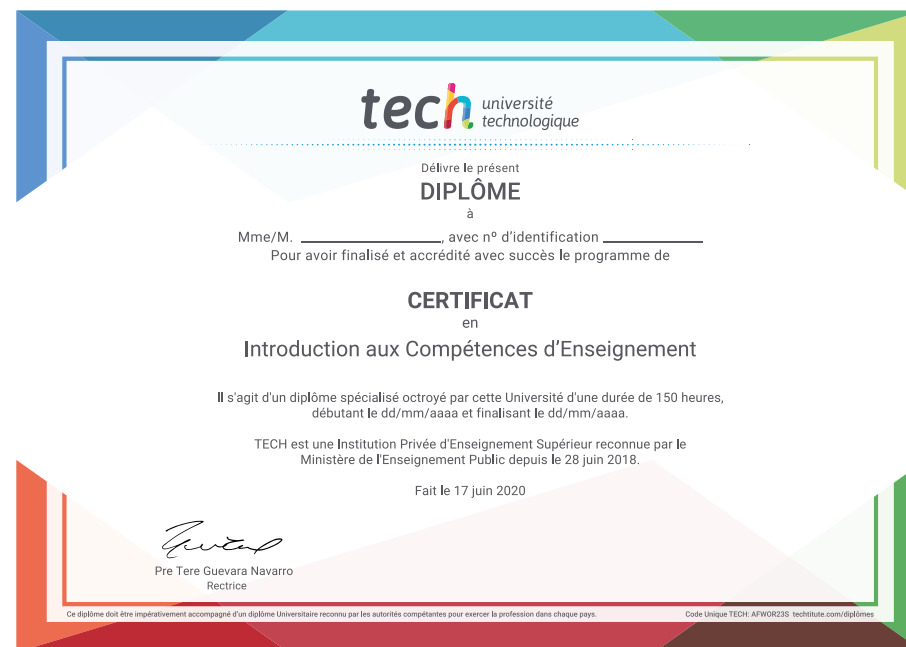 tech université
technologique
Délivre le présent
DIPLÔME
à
Mme/M. ____________________, avec nº d'identification ______________
Pour avoir finalisé et accrédité avec succès le programme de
CERTIFICAT
en
Introduction aux Compétences d'Enseignement
Il s'agit d'un diplôme spécialisé octroyé par cette Université d'une durée de 150 heures,
débutant le dd/mm/aaaa et finalisant le dd/mm/aaaa.
TECH est une Institution Privée d'Enseignement Supérieur reconnue par le
Ministère de l'Enseignement Public depuis le 28 juin 2018.
Fait le 17 juin 2020
Pre Tere Guevara Navarro
Rectrice
Ce diplôme doit être impérativement accompagné d'un diplôme Universitaire reconnu par les autorités compétantes pour exercer la profession dans chaque pays.
Code Unique TECH: AFWOR23S techtitute.com/diplômes